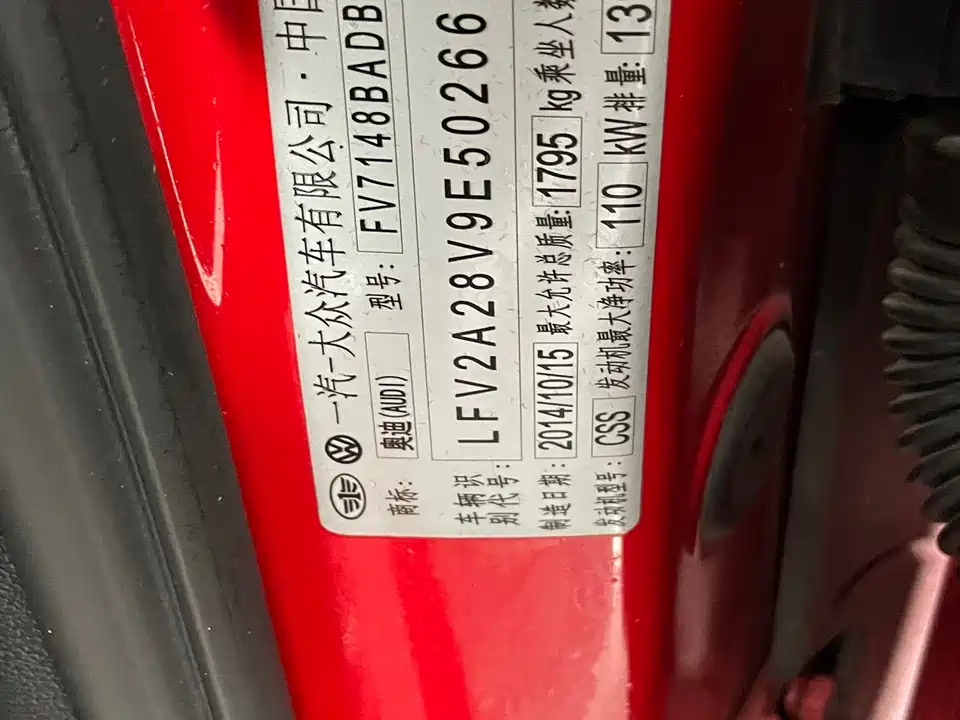 一汽-大众汽车有限公司·中国
商标: 奥迪(AUDI) 型号: FV7148BADB
车辆识别代号: LFV2A28V9E50266
制造日期: 2014/10/15 最大允许总质量: 1795 kg 乘坐人数
发动机型号: CSS 发动机最大净功率: 110 kW 排量: 13